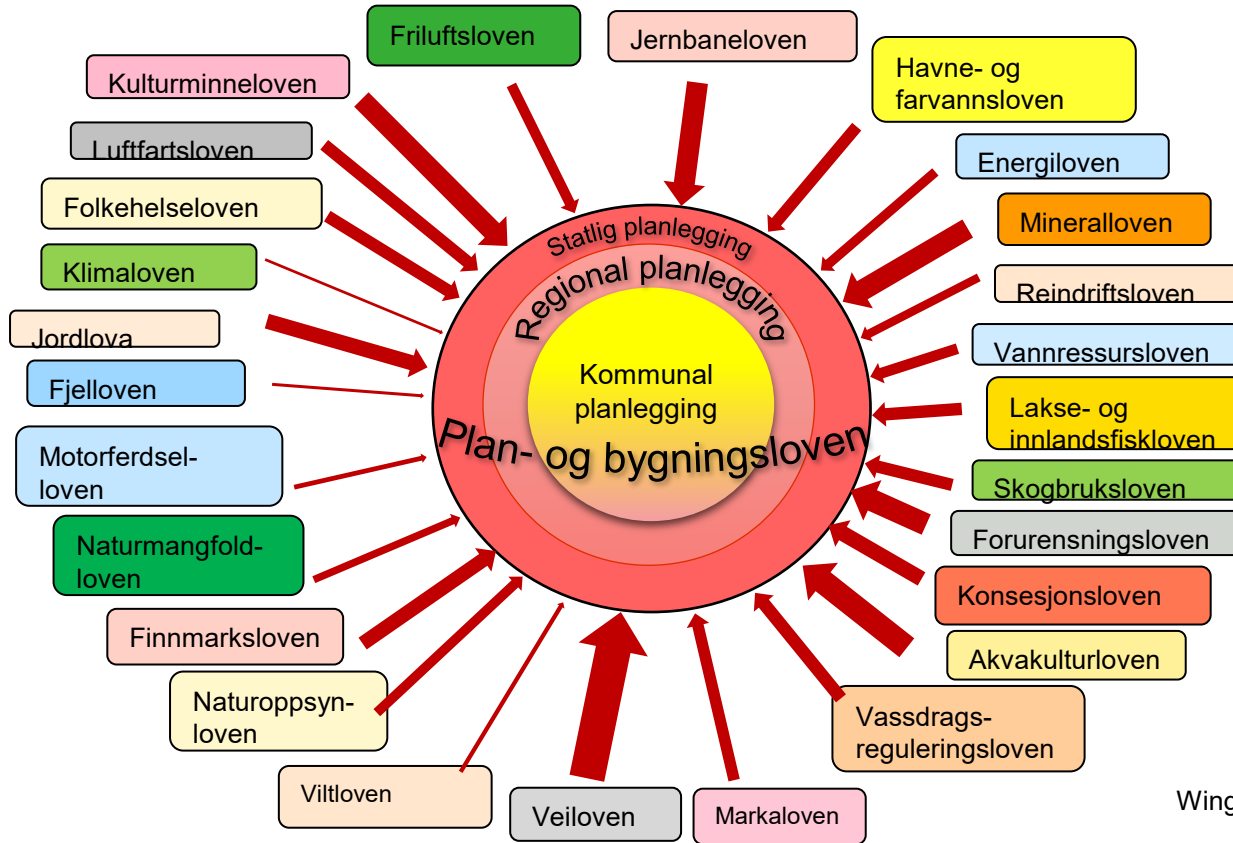 Friluftsloven
Jernbaneloven
Havne- og
farvannsloven
Kulturminneloven
Luftfartsloven
Energiloven
Folkehelseloven
Mineralloven
Klimaloven
Reindriftsloven
Jordlova
Vannressursloven
Fjelloven
Lakse- og
innlandsfiskloven
Motorferdsel-
loven
Skogbruksloven
Naturmangfold-
loven
Forurensningsloven
Finnmarksloven
Konsesjonsloven
Akvakulturloven
Naturoppsyn-
loven
Vassdrags-
reguleringsloven
Viltloven
Veiloven
Markaloven
Statlig planlegging
Regional planlegging
Kommunal
planlegging
Plan- og bygningsloven
Wing